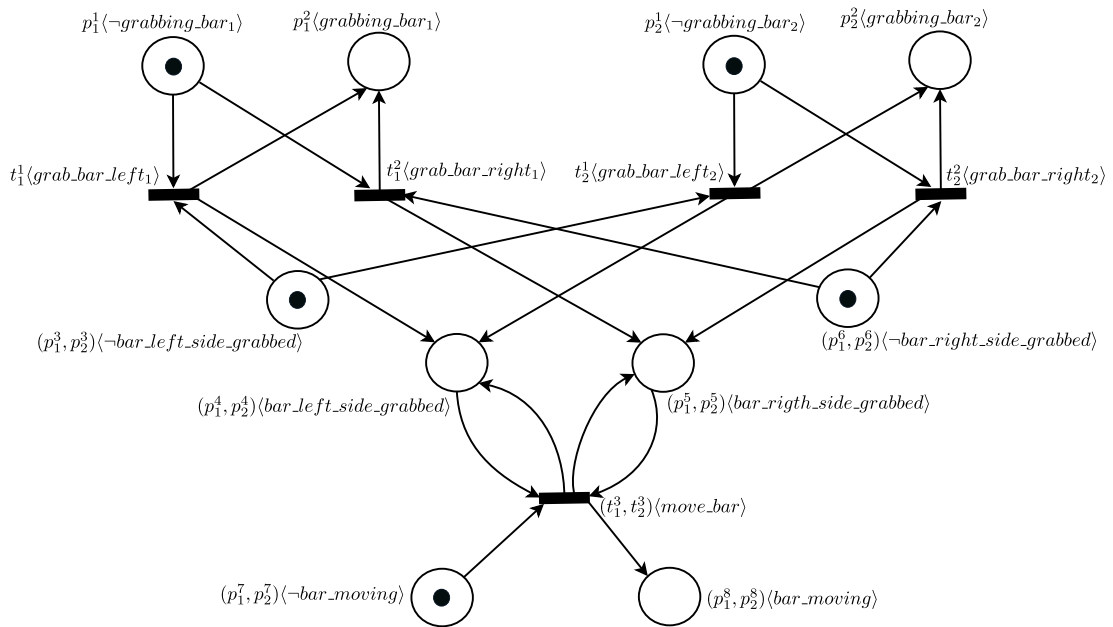 p_1^1⟨¬grabbing_bar_1⟩
p_1^2⟨grabbing_bar_1⟩
p_2^1⟨¬grabbing_bar_2⟩
p_2^2⟨grabbing_bar_2⟩
t_1^1⟨grab_bar_left_1⟩
t_1^2⟨grab_bar_right_1⟩
t_2^1⟨grab_bar_left_2⟩
t_2^2⟨grab_bar_right_2⟩
(p_1^3, p_2^3)⟨¬bar_left_side_grabbed⟩
(p_1^6, p_2^6)⟨¬bar_right_side_grabbed⟩
(p_1^4, p_2^4)⟨bar_left_side_grabbed⟩
(p_1^5, p_2^5)⟨bar_rigth_side_grabbed⟩
(t_1^3, t_2^3)⟨move_bar⟩
(p_1^7, p_2^7)⟨¬bar_moving⟩
(p_1^8, p_2^8)⟨bar_moving⟩